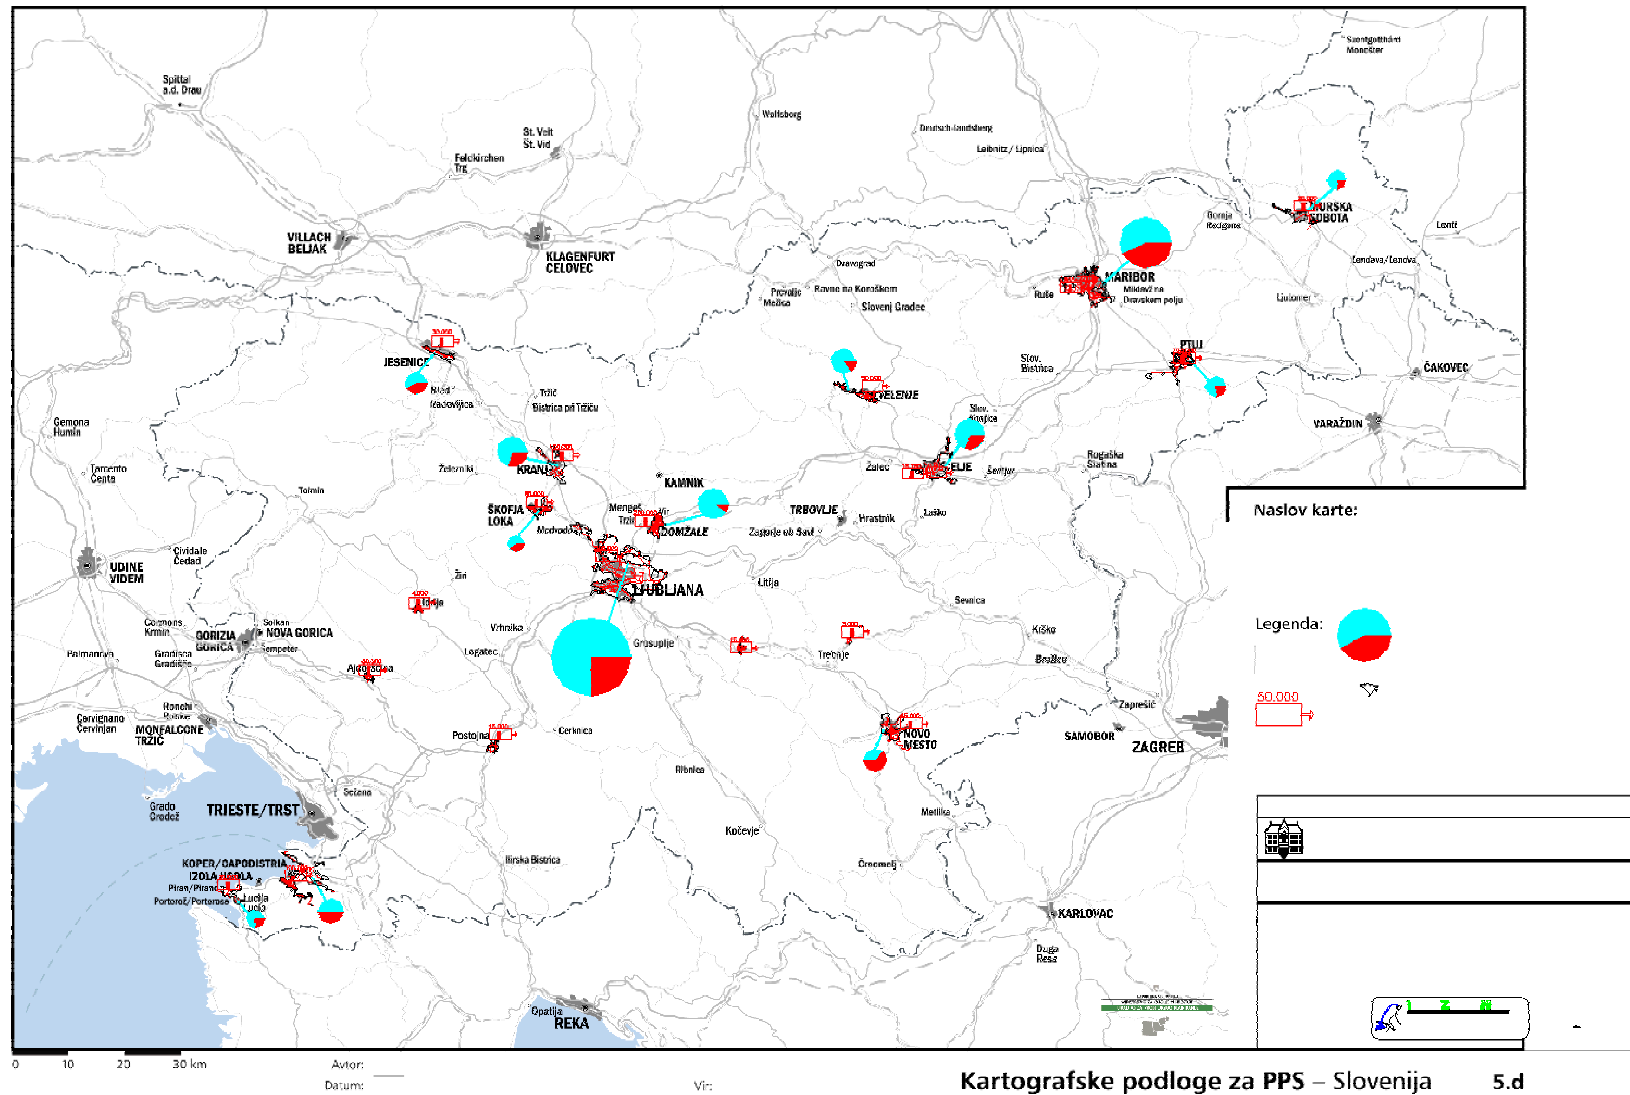 Szentgotthárd
Monošter
Spittal
a.d. Drau
Wolfsberg
Deutsch-landsberg
St. Veit
Št. Vid
Leibnitz / Lipnica
Feldkirchen
Trg
VILLACH
BELJAK
KLAGENFURT
CELOVEC
Gornja
Radgona
MURSKA
SOBOTA
Lenti
Lendava/Lendva
Dravograd
MARIBOR
Ruše
Miklavž na
Dravskem polju
Ljutomer
Prevalje
Ravne na Koroškem
Mežica
Slovenj Gradec
JESENICE
30.000
Bled
Radovljica
PTUJ
Slov.
Bistrica
ČAKOVEC
VARAŽDIN
Tržič
Bistrica pri Tržiču
Gemona
Humin
Tarcento
Čenta
Železniki
KRANJ
KAMNIK
Tolmin
ŠKOFJA
LOKA
Medvode
Mengeš
DOMŽALE
TRBOVLJE
Hrastnik
Zagorje ob Savi
Žalec
Slov.
Šentjur
Rogaška
Slatina
Laško
Naslov karte:
Cividale
Čedad
UDINE
VIDEM
Žiri
LJUBLJANA
Litija
Sevnica
Krško
Brežice
Legenda:
50.000
Cormons
Krmin
GORIZIA
GORICA
Solkan
NOVA GORICA
Šempeter
Palmanova
Gradisca
Gradišče
Vrhnika
Logatec
Grosuplje
Trebnje
Ajdovščina
Ronchi
Cervignano
Červinjan
MONFALCONE
TRŽIČ
Postojna
Cerknica
NOVO
MESTO
Zaprešić
SAMOBOR
ZAGREB
Ribnica
Sežana
Grado
Gradež
TRIESTE/TRST
Metlika
Kočevje
Črnomelj
Ilirska Bistrica
KOPER/CAPODISTRIA
IZOLA/ISOLA
Piran/Pirano
Portorož/Portorose
Lucija
Lucia
KARLOVAC
Duga
Resa
Opatija
REKA
0 10 20 30 km
Avtor:
Datum:
Vir:
Kartografske podloge za PPS – Slovenija 5.d